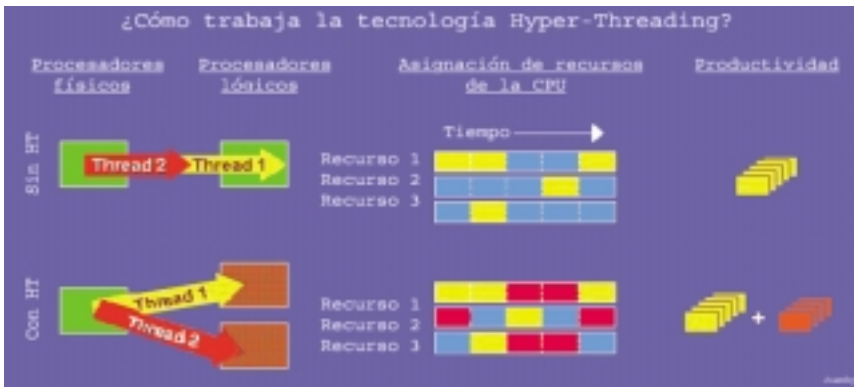 ¿Cómo trabaja la tecnología Hyper-Threading?
Procesadores físicos
Procesadores lógicos
Asignación de recursos de la CPU
Productividad
Sin HT
Thread 2
Thread 1
Tiempo
Recurso 1
Recurso 2
Recurso 3
Con HT
Thread 1
Thread 2
Recurso 1
Recurso 2
Recurso 3
+